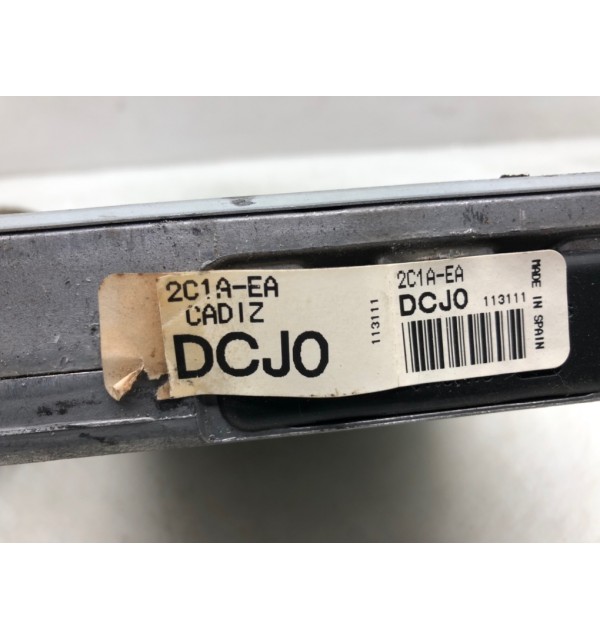 2C1A-EA
CADIZ
DCJ0
113111
2C1A-EA
DCJ0 113111
MADE IN SPAIN